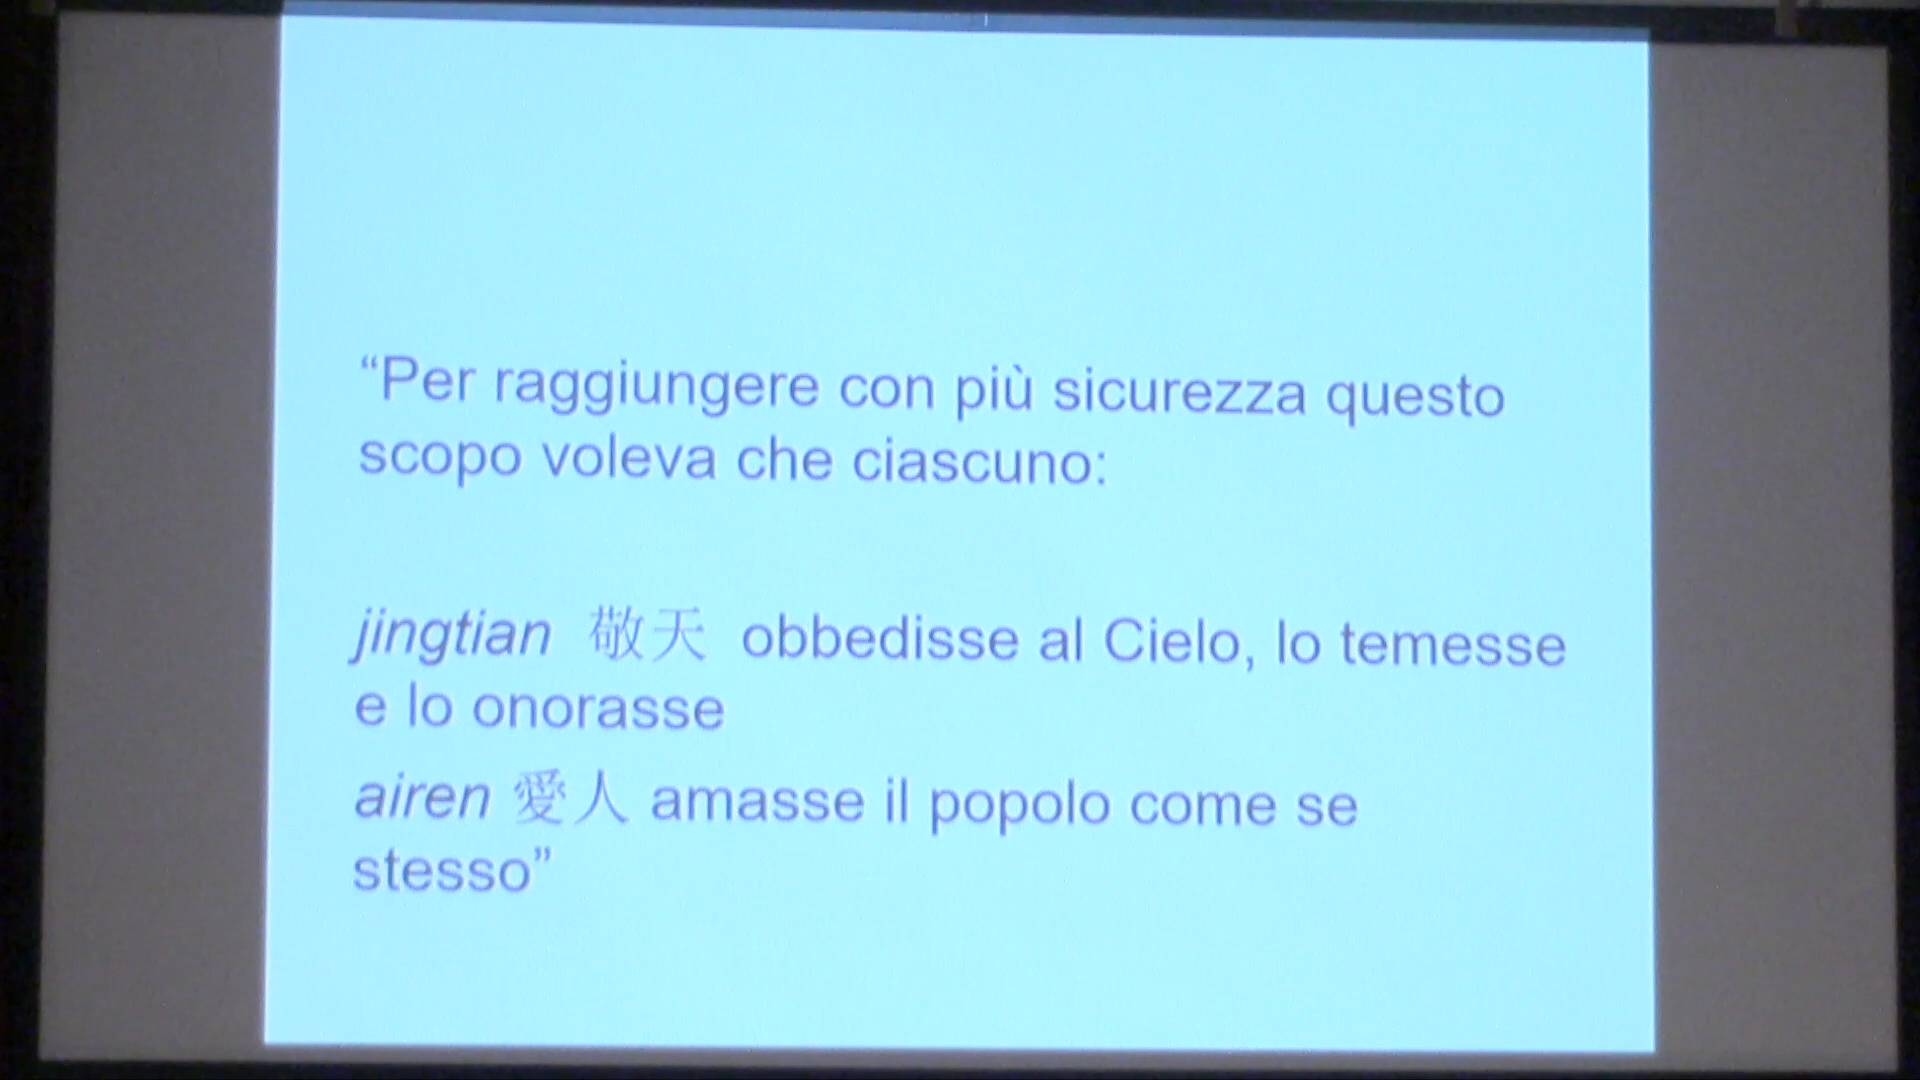 “Per raggiungere con più sicurezza questo
scopo voleva che ciascuno:
jingtian 敬天 obbedisse al Cielo, lo temesse
e lo onorasse
airen 愛人 amasse il popolo come se
stesso”